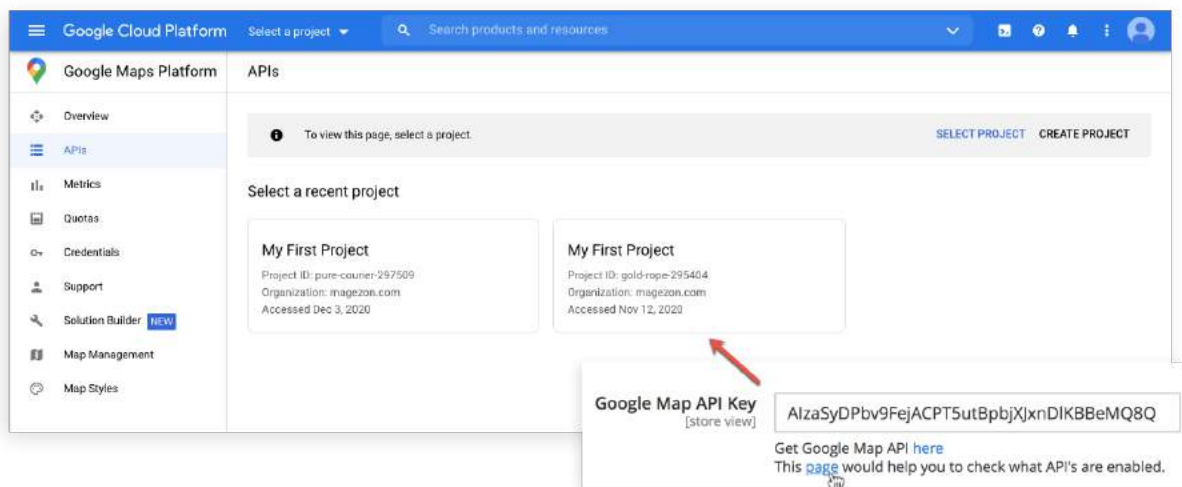 Google Cloud Platform Select a project Search products and resources
Google Maps Platform APIs
Overview
APIs
Metrics
Quotas
Credentials
Support
Solution Builder NEW
Map Management
Map Styles
To view this page, select a project. SELECT PROJECT CREATE PROJECT
Select a recent project
My First Project
Project ID: pure-courier-297509
Organization: magezon.com
Accessed Dec 3, 2020
My First Project
Project ID: gold-rope-295404
Organization: magezon.com
Accessed Nov 12, 2020
Google Map API Key
[store view]
AIzaSyDPbv9FejACPT5utBpbjXJxnDlKBBeMQ8Q
Get Google Map API here
This page would help you to check what API's are enabled.